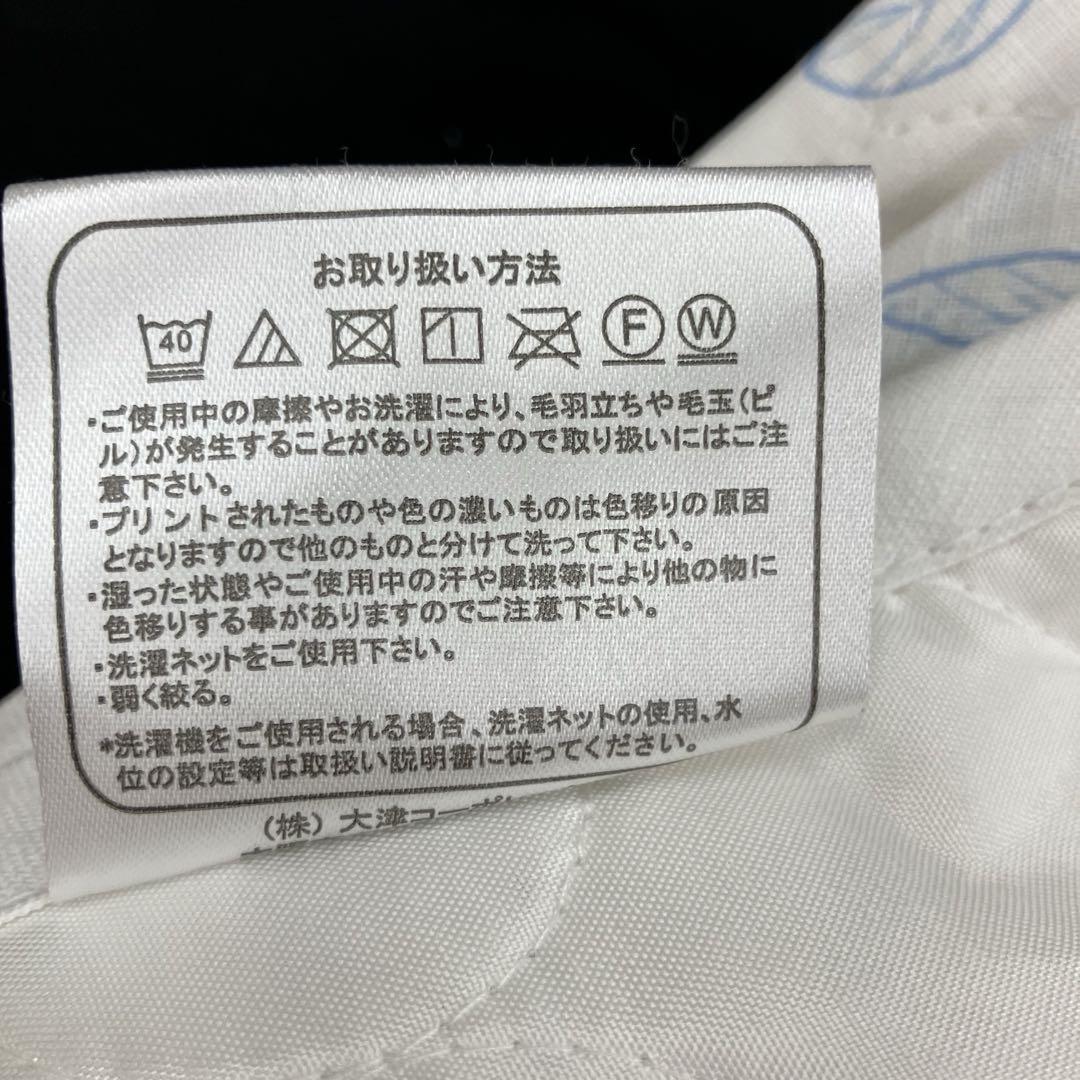 お取り扱い方法
40 F W
・ご使用中の摩擦やお洗濯により、毛羽立ちや毛玉(ピ
ル)が発生することがありますので取り扱いにはご注
意下さい。
・プリントされたものや色の濃いものは色移りの原因
となりますので他のものと分けて洗って下さい。
・湿った状態やご使用中の汗や摩擦等により他の物に
色移りする事がありますのでご注意下さい。
・洗濯ネットをご使用下さい。
・弱く絞る。
*洗濯機をご使用される場合、洗濯ネットの使用、水
位の設定等は取扱い説明書に従ってください。
(株)大津コーポ